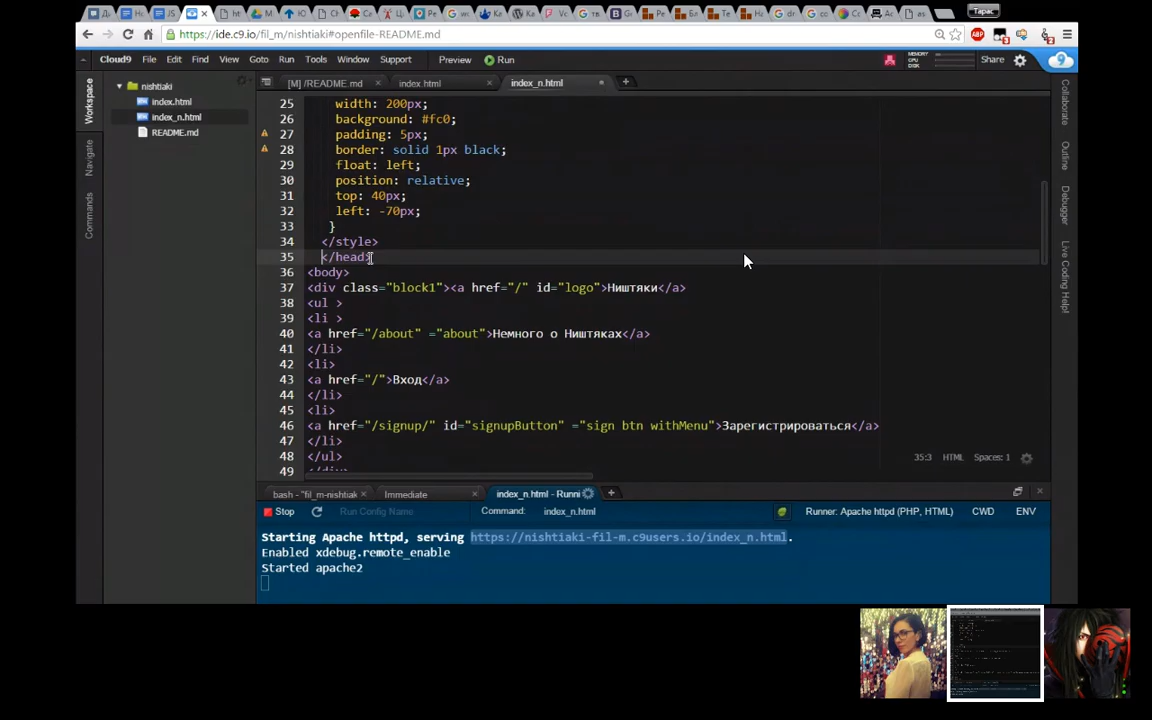 Тарас
https://ide.c9.io/fil_m/nishtiaki#openfile-README.md
Cloud9 File Edit Find View Goto Run Tools Window Support Preview Run MEMORY CPU DISK Share
Workspace
Navigate
Commands
nishtiaki
index.html
index_n.html
README.md
[M] /README.md index.html index_n.html
25 width: 200px;
26 background: #fc0;
27 padding: 5px;
28 border: solid 1px black;
29 float: left;
30 position: relative;
31 top: 40px;
32 left: -70px;
33 }
34 </style>
35 </head>
36 <body>
37 <div class="block1"><a href="/" id="logo">Ништяки</a>
38 <ul >
39 <li >
40 <a href="/about" ="about">Немного о Ништяках</a>
41 </li>
42 <li>
43 <a href="/">Вход</a>
44 </li>
45 <li>
46 <a href="/signup/" id="signupButton" ="sign btn withMenu">Зарегистрироваться</a>
47 </li>
48 </ul>
49 </div>
35:3 HTML Spaces: 1
Collaborate
Outline
Debugger
Live Coding Help!
bash - "fil_m-nishtiak Immediate index_n.html - Runni
Stop Run Config Name Command: index_n.html Runner: Apache httpd (PHP, HTML) CWD ENV
Starting Apache httpd, serving https://nishtiaki-fil-m.c9users.io/index_n.html.
Enabled xdebug.remote_enable
Started apache2